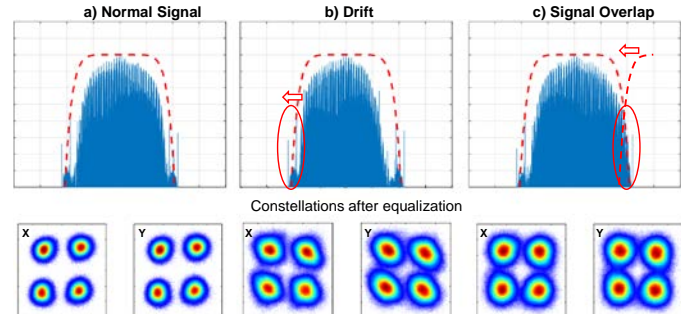 a) Normal Signal
b) Drift
c) Signal Overlap
Constellations after equalization
X
Y
X
Y
X
Y